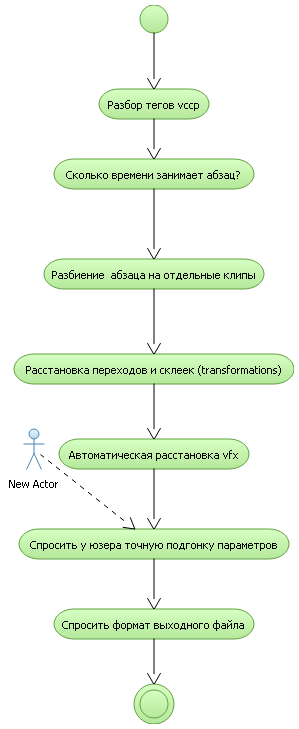 Разбор тегов vccp
Сколько времени занимает абзац?
Разбиение абзаца на отдельные клипы
Расстановка переходов и склеек (transformations)
Автоматическая расстановка vfx
New Actor
Спросить у юзера точную подгонку параметров
Спросить формат выходного файла